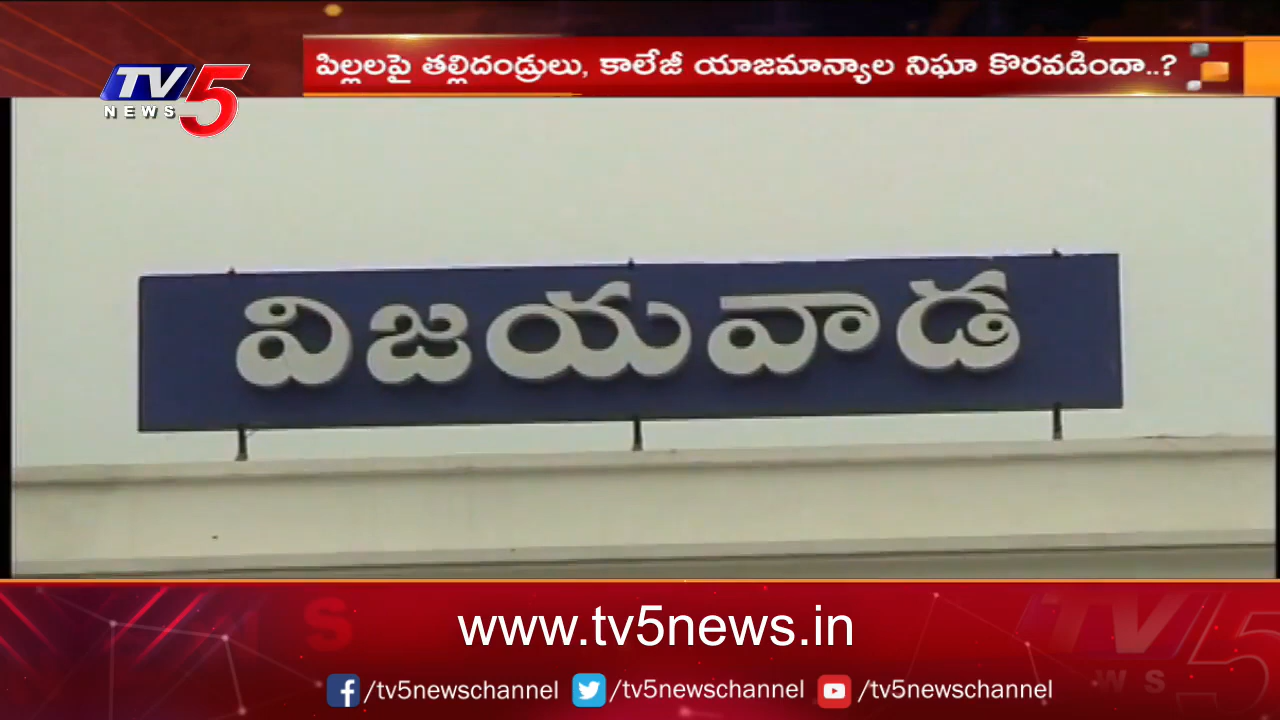 పిల్లలపై తల్లిదండ్రులు, కాలేజీ యాజమాన్యాల నిఘా కొరవడిందా..?
TV5
NEWS
విజయవాడ
www.tv5news.in
/tv5newschannel /tv5newschannel /tv5newschannel